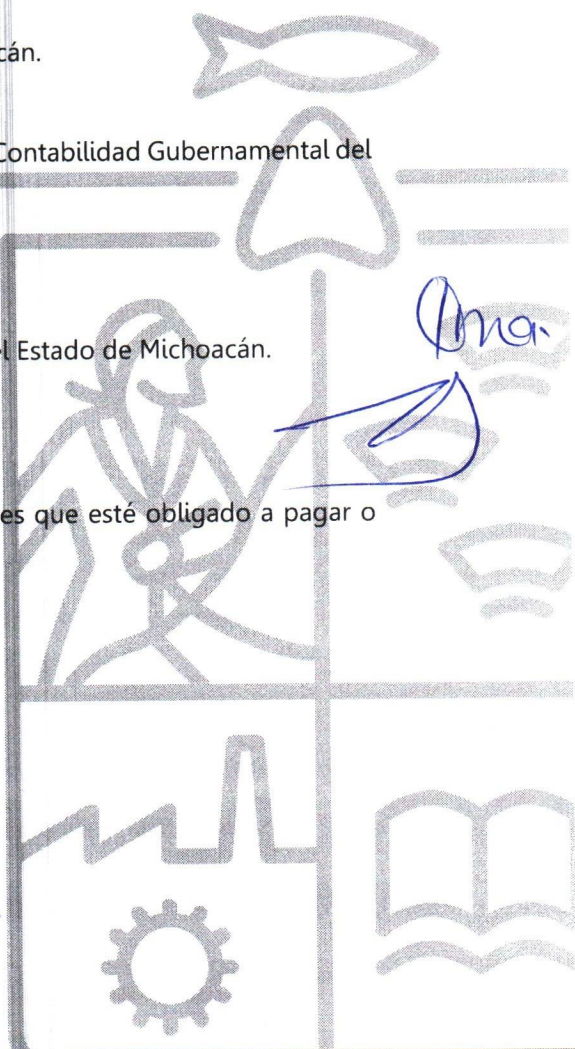 cán.
Contabilidad Gubernamental del
l Estado de Michoacán.
es que esté obligado a pagar o